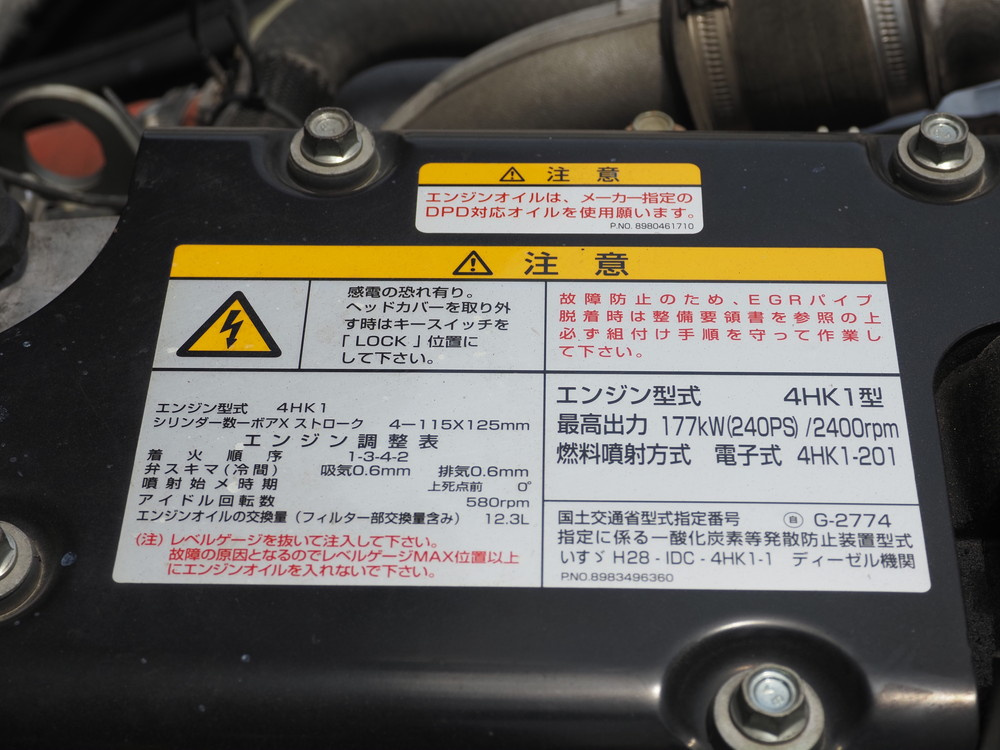 注 意
エンジンオイルは、メーカー指定の
DPD対応オイルを使用願います。
P.NO. 8980461710
注 意
感電の恐れ有り。
ヘッドカバーを取り外
す時はキースイッチを
「 LOCK 」位置に
して下さい。
故障防止のため、EGRパイプ
脱着時は整備要領書を参照の上
必ず組付け手順を守って作業し
て下さい。
エンジン型式 4HK1
シリンダー数ーボアX ストローク 4－115X125mm
エ ン ジ ン 調 整 表
着 火 順 序 1-3-4-2
弁スキマ(冷間) 吸気0.6mm 排気0.6mm
噴射始メ時期 上死点前 0°
アイドル回転数 580rpm
エンジンオイルの交換量（フィルター部交換量含み） 12.3L
(注) レベルゲージを抜いて注入して下さい。
故障の原因となるのでレベルゲージMAX位置以上
にエンジンオイルを入れないで下さい。
エンジン型式 4HK1型
最高出力 177kW(240PS) /2400rpm
燃料噴射方式 電子式 4HK1-201
国土交通省型式指定番号 ㊀自 G-2774
指定に係る一酸化炭素等発散防止装置型式
いすゞ H28 - IDC - 4HK1-1 ディーゼル機関
P.NO.8983496360